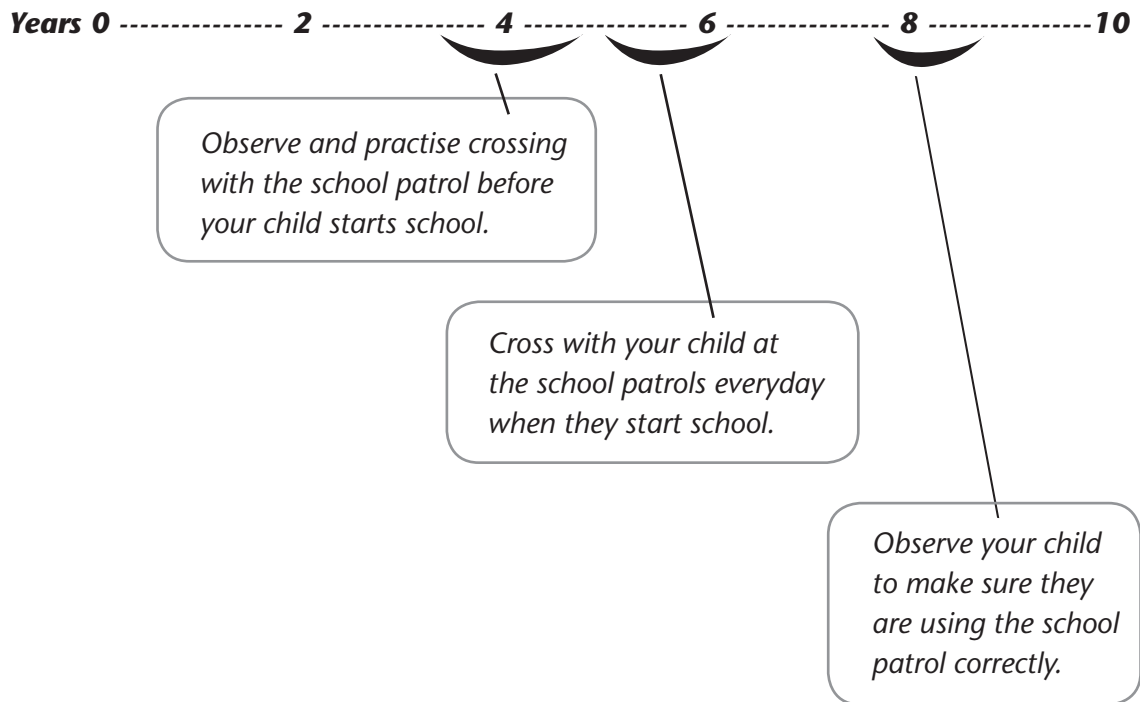 Years 0 ---------------- 2 ----------------- 4 ----------------- 6 ----------------- 8 ---------------10
Observe and practise crossing
with the school patrol before
your child starts school.
Cross with your child at
the school patrols everyday
when they start school.
Observe your child
to make sure they
are using the school
patrol correctly.